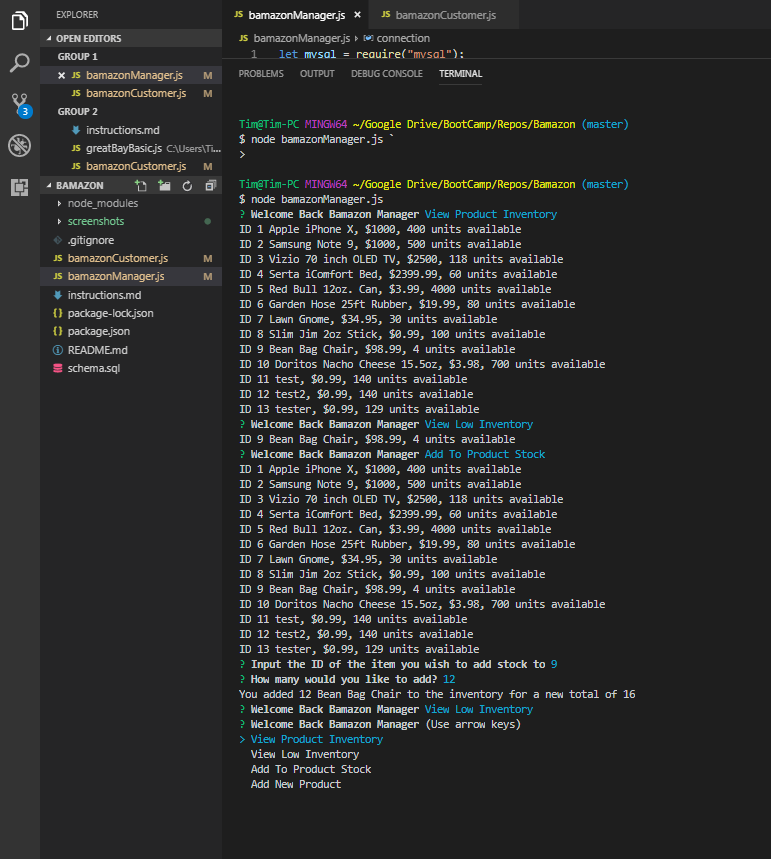 EXPLORER
OPEN EDITORS
GROUP 1
JS bamazonManager.js M
JS bamazonCustomer.js M
GROUP 2
instructions.md
JS greatBayBasic.js C:\Users\Ti...
JS bamazonCustomer.js M
3
BAMAZON
node_modules
screenshots
.gitignore
JS bamazonCustomer.js M
JS bamazonManager.js M
instructions.md
{} package-lock.json
{} package.json
README.md
schema.sql
JS bamazonManager.js × JS bamazonCustomer.js
JS bamazonManager.js › connection
1 let mysql = require("mysql");
PROBLEMS OUTPUT DEBUG CONSOLE TERMINAL
Tim@Tim-PC MINGW64 ~/Google Drive/BootCamp/Repos/Bamazon (master)
$ node bamazonManager.js `
>
Tim@Tim-PC MINGW64 ~/Google Drive/BootCamp/Repos/Bamazon (master)
$ node bamazonManager.js
? Welcome Back Bamazon Manager View Product Inventory
ID 1 Apple iPhone X, $1000, 400 units available
ID 2 Samsung Note 9, $1000, 500 units available
ID 3 Vizio 70 inch OLED TV, $2500, 118 units available
ID 4 Serta iComfort Bed, $2399.99, 60 units available
ID 5 Red Bull 12oz. Can, $3.99, 4000 units available
ID 6 Garden Hose 25ft Rubber, $19.99, 80 units available
ID 7 Lawn Gnome, $34.95, 30 units available
ID 8 Slim Jim 2oz Stick, $0.99, 100 units available
ID 9 Bean Bag Chair, $98.99, 4 units available
ID 10 Doritos Nacho Cheese 15.5oz, $3.98, 700 units available
ID 11 test, $0.99, 140 units available
ID 12 test2, $0.99, 140 units available
ID 13 tester, $0.99, 129 units available
? Welcome Back Bamazon Manager View Low Inventory
ID 9 Bean Bag Chair, $98.99, 4 units available
? Welcome Back Bamazon Manager Add To Product Stock
ID 1 Apple iPhone X, $1000, 400 units available
ID 2 Samsung Note 9, $1000, 500 units available
ID 3 Vizio 70 inch OLED TV, $2500, 118 units available
ID 4 Serta iComfort Bed, $2399.99, 60 units available
ID 5 Red Bull 12oz. Can, $3.99, 4000 units available
ID 6 Garden Hose 25ft Rubber, $19.99, 80 units available
ID 7 Lawn Gnome, $34.95, 30 units available
ID 8 Slim Jim 2oz Stick, $0.99, 100 units available
ID 9 Bean Bag Chair, $98.99, 4 units available
ID 10 Doritos Nacho Cheese 15.5oz, $3.98, 700 units available
ID 11 test, $0.99, 140 units available
ID 12 test2, $0.99, 140 units available
ID 13 tester, $0.99, 129 units available
? Input the ID of the item you wish to add stock to 9
? How many would you like to add? 12
You added 12 Bean Bag Chair to the inventory for a new total of 16
? Welcome Back Bamazon Manager View Low Inventory
? Welcome Back Bamazon Manager (Use arrow keys)
> View Product Inventory
View Low Inventory
Add To Product Stock
Add New Product